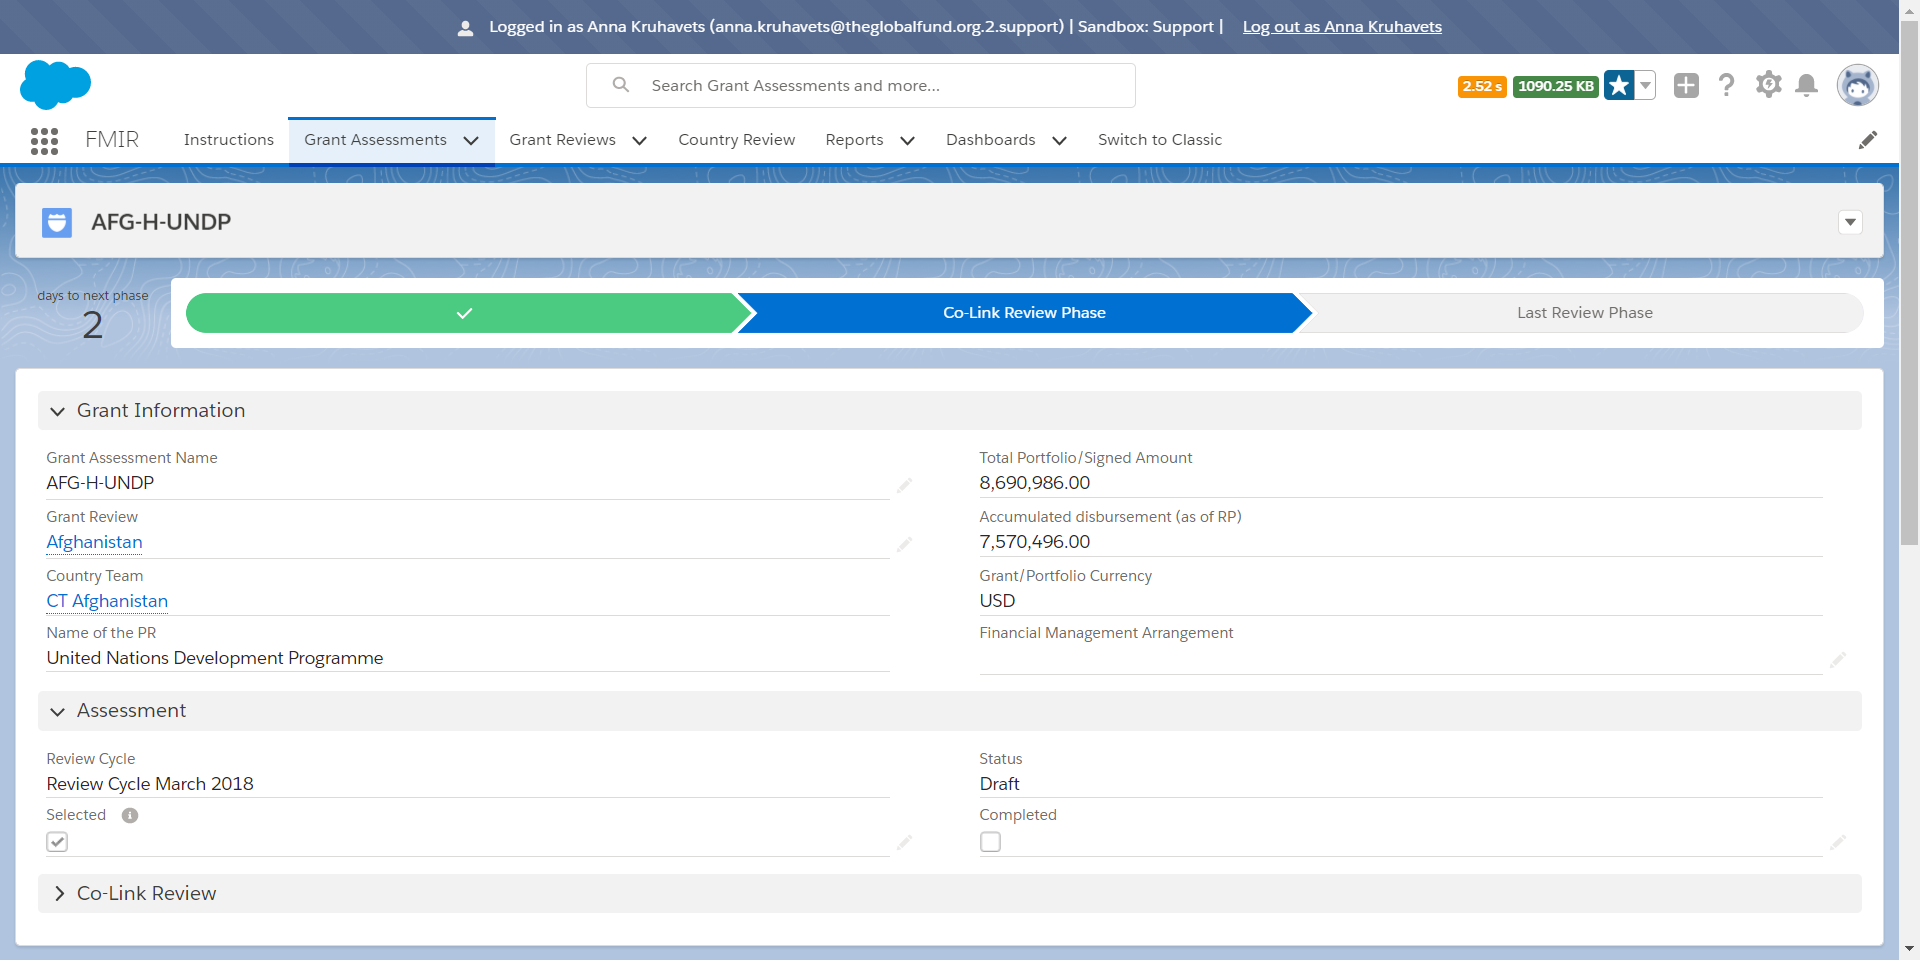 Logged in as Anna Kruhavets (anna.kruhavets@theglobalfund.org.2.support) | Sandbox: Support | Log out as Anna Kruhavets
Search Grant Assessments and more...
2.52 s 1090.25 KB
FMIR Instructions Grant Assessments Grant Reviews Country Review Reports Dashboards Switch to Classic
AFG-H-UNDP
days to next phase
2
Co-Link Review Phase
Last Review Phase
Grant Information
Grant Assessment Name
AFG-H-UNDP
Total Portfolio/Signed Amount
8,690,986.00
Grant Review
Afghanistan
Accumulated disbursement (as of RP)
7,570,496.00
Country Team
CT Afghanistan
Grant/Portfolio Currency
USD
Name of the PR
United Nations Development Programme
Financial Management Arrangement
Assessment
Review Cycle
Review Cycle March 2018
Status
Draft
Selected
Completed
Co-Link Review